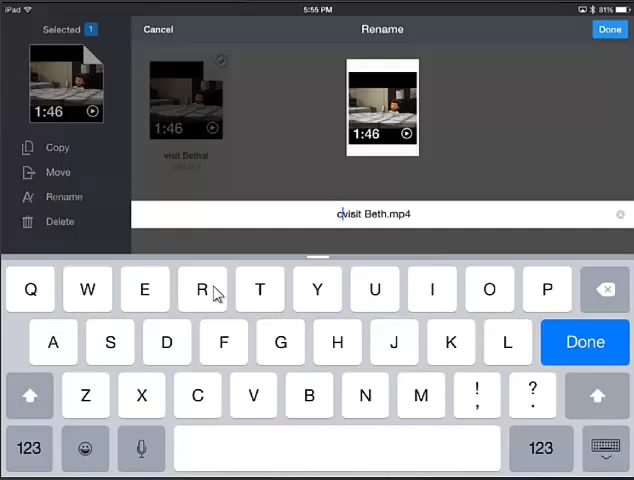 iPad 5:55 PM 81%
Selected 1 Cancel Rename Done
1:46
1:46
1:46
visit Bethal
Copy
Move
Rename
Delete
cvisit Beth.mp4
Q W E R T Y U I O P
A S D F G H J K L Done
Z X C V B N M ! , ? .
123 123